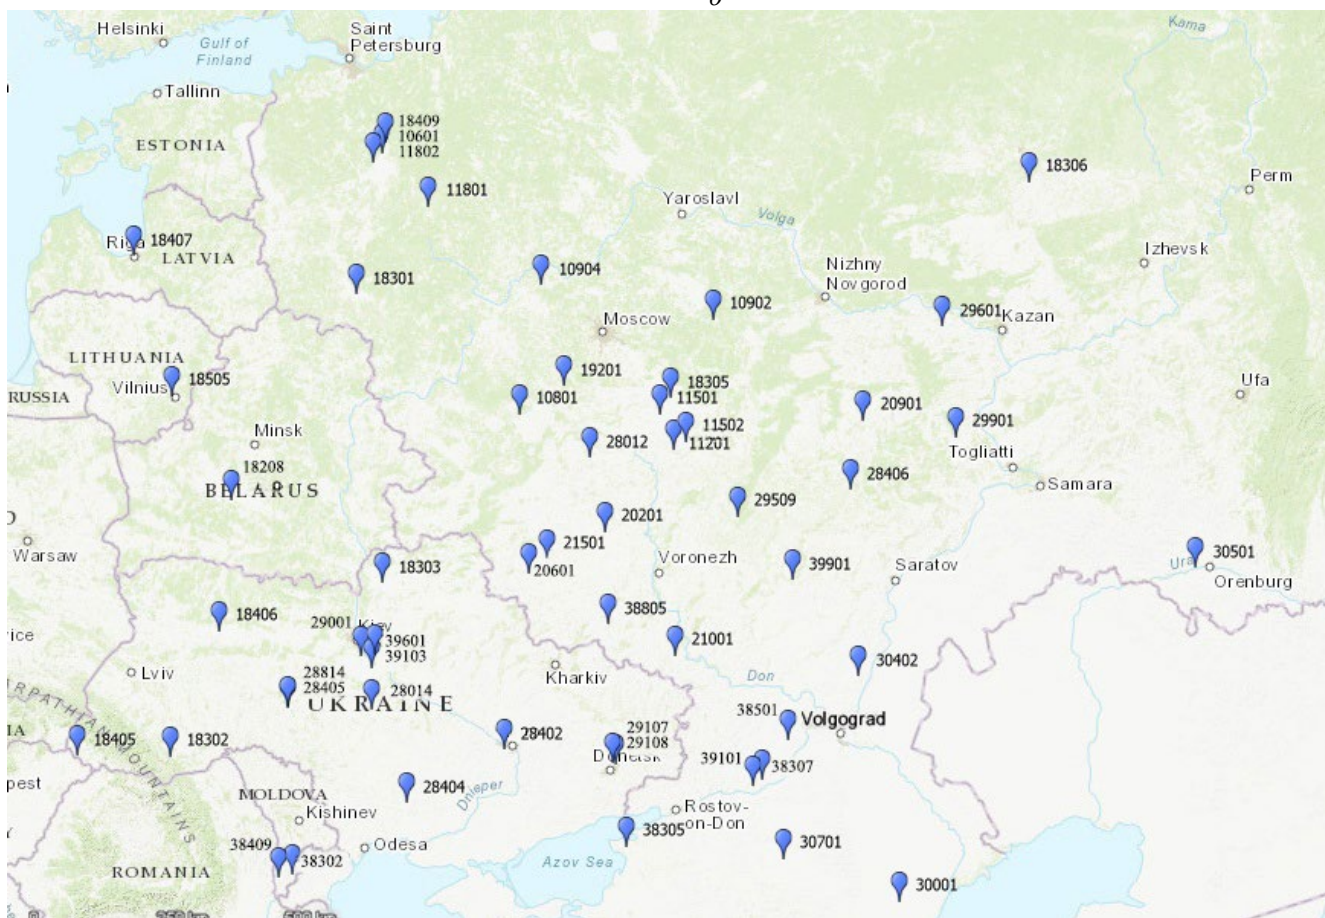 Helsinki
Saint
Petersburg
Gulf of
Finland
Kama
Tallinn
ESTONIA
18409
10601
11802
18306
Perm
11801
Yaroslavl
Volga
18407
LATVIA
Izhevsk
18301
10904
Nizhny
Novgorod
10902
29601
Kazan
Moscow
LITHUANIA
19201
18505
Vilnius
18305
Ufa
RUSSIA
10801
11501
20901
11502
29901
11201
Minsk
28012
Togliatti
18208
28406
Samara
BELARUS
29509
20201
21501
Warsaw
20601
Voronezh
39901
Saratov
30501
Ural
Orenburg
18303
38805
18406
29001
39601
39103
21001
30402
Lviv
Kharkiv
28814
28405
28014
Don
UKRAINE
38501
Volgograd
18405
18302
28402
29107
29108
Donetsk
39101
38307
28404
Dnieper
MOLDOVA
Kishinev
Rostov-
on-Don
38305
30701
38409
38302
Odesa
Azov Sea
ROMANIA
30001